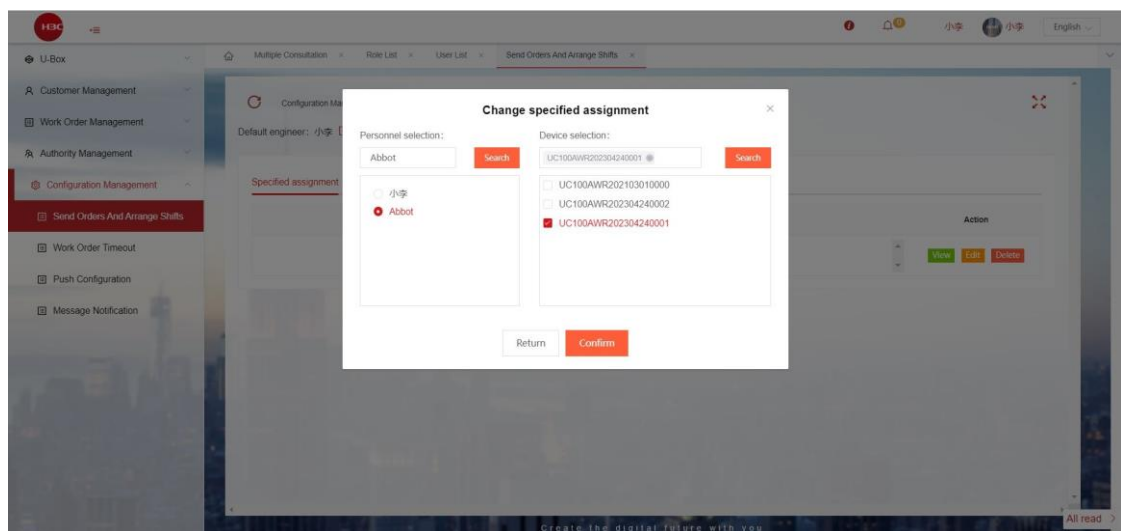 H3C
0
小李
小李
English
U-Box
Multiple Consultation ×
Role List ×
User List ×
Send Orders And Arrange Shifts ×
Customer Management
Work Order Management
Authority Management
Configuration Management
Send Orders And Arrange Shifts
Work Order Timeout
Push Configuration
Message Notification
Configuration Ma
Default engineer: 小李
Specified assignment
Action
View Edit Delete
Change specified assignment ×
Personnel selection:
Device selection:
Abbot
Search
UC100AWR202304240001
Search
小李
Abbot
UC100AWR202103010000
UC100AWR202304240002
UC100AWR202304240001
Return
Confirm
All read
Create the digital future with you